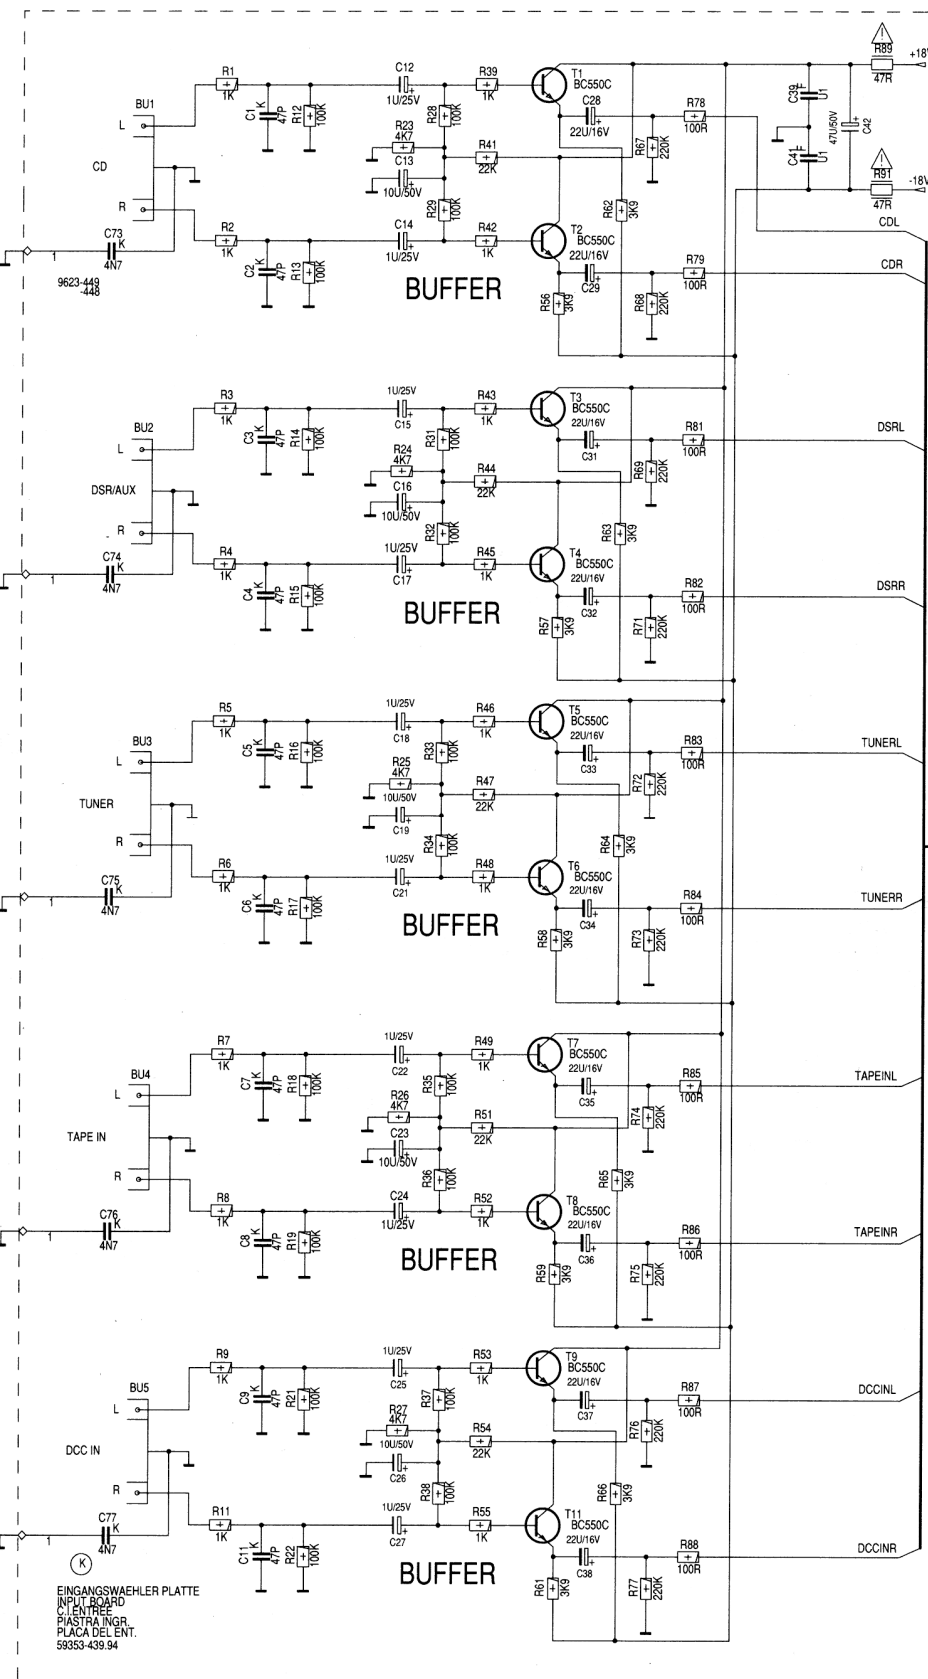 R89
47R
+18V
R91
47R
-18V
C39
U1
C41
U1
47U/50V
C42
BU1
L
CD
R
C73
K
4N7
1
9623-449
-448
R1
1K
C1
K
47P
R12
100K
C12
1U/25V
R28
100K
R23
4K7
C13
10U/50V
R39
1K
R41
22K
T1
BC550C
C28
22U/16V
R67
220K
R78
100R
CDL
R2
1K
C2
K
47P
R13
100K
C14
1U/25V
R29
100K
R42
1K
R62
3K9
T2
BC550C
22U/16V
C29
R56
3K9
R68
220K
R79
100R
CDR
BUFFER
BU2
L
DSR/AUX
R
C74
K
4N7
1
R3
1K
C3
K
47P
R14
100K
1U/25V
C15
R31
100K
R24
4K7
C16
10U/50V
R43
1K
R44
22K
T3
BC550C
22U/16V
C31
R69
220K
R81
100R
DSRL
R4
1K
C4
K
47P
R15
100K
1U/25V
C17
R32
100K
R45
1K
R63
3K9
T4
BC550C
22U/16V
C32
R57
3K9
R71
220K
R82
100R
DSRR
BUFFER
BU3
L
TUNER
R
C75
K
4N7
1
R5
1K
C5
K
47P
R16
100K
1U/25V
C18
R33
100K
R25
4K7
10U/50V
C19
R46
1K
R47
22K
T5
BC550C
22U/16V
C33
R72
220K
R83
100R
TUNERL
R6
1K
C6
K
47P
R17
100K
1U/25V
C21
R34
100K
R48
1K
R64
3K9
T6
BC550C
22U/16V
C34
R58
3K9
R73
220K
R84
100R
TUNERR
BUFFER
BU4
L
TAPE IN
R
C76
K
4N7
1
R7
1K
C7
K
47P
R18
100K
1U/25V
C22
R35
100K
R26
4K7
C23
10U/50V
R49
1K
R51
22K
T7
BC550C
22U/16V
C35
R74
220K
R85
100R
TAPEINL
R8
1K
C8
K
47P
R19
100K
C24
1U/25V
R36
100K
R52
1K
R65
3K9
T8
BC550C
22U/16V
C36
R59
3K9
R75
220K
R86
100R
TAPEINR
BUFFER
BU5
L
DCC IN
R
C77
K
4N7
1
R9
1K
C9
K
47P
R21
100K
1U/25V
C25
R37
100K
R27
4K7
10U/50V
C26
R53
1K
R54
22K
T9
BC550C
22U/16V
C37
R76
220K
R87
100R
DCCINL
R11
1K
C11
K
47P
R22
100K
1U/25V
C27
R38
100K
R55
1K
R66
3K9
T11
BC550C
22U/16V
C38
R61
3K9
R77
220K
R88
100R
DCCINR
BUFFER
K
EINGANGSWAEHLER PLATTE
INPUT BOARD
C.I.ENTREE
PIASTRA INGR.
PLACA DEL ENT.
59353-439.94